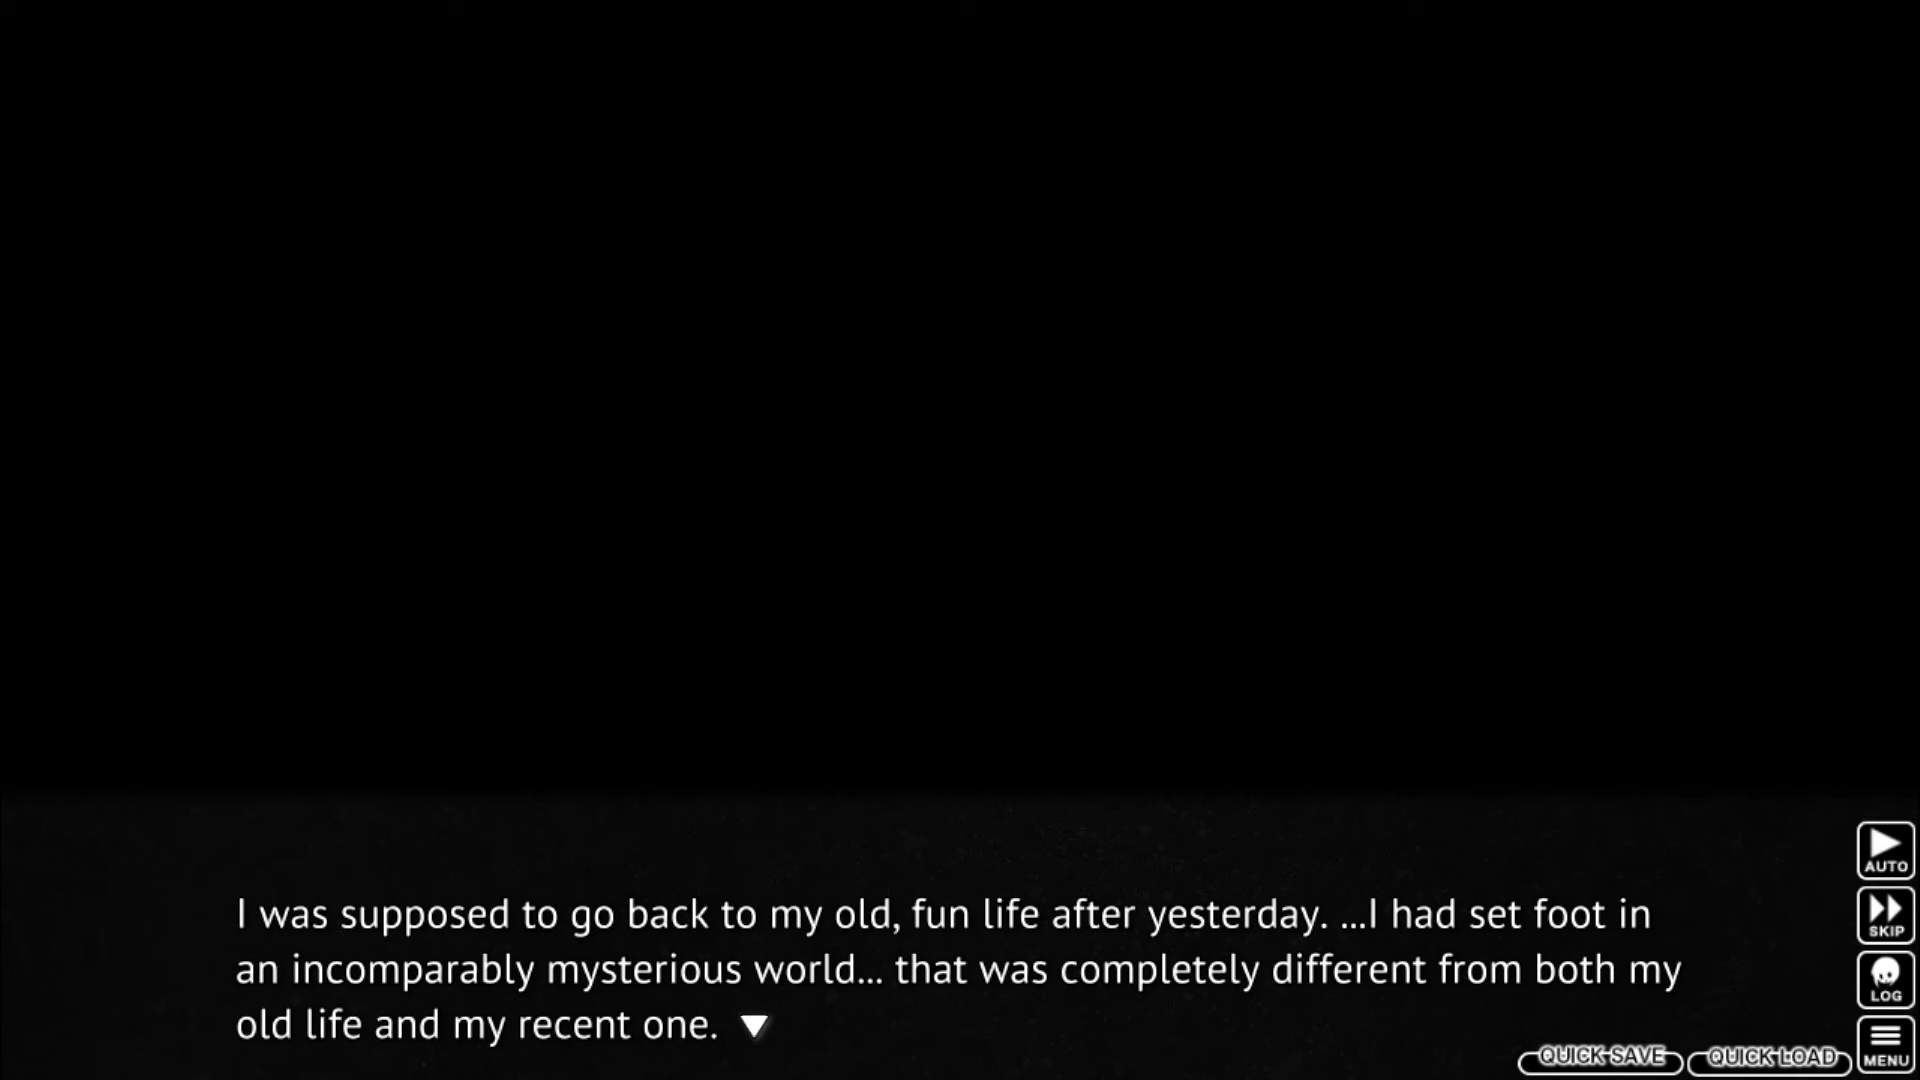 I was supposed to go back to my old, fun life after yesterday. ...I had set foot in
an incomparably mysterious world... that was completely different from both my
old life and my recent one.
AUTO
SKIP
LOG
MENU
QUICK SAVE
QUICK LOAD